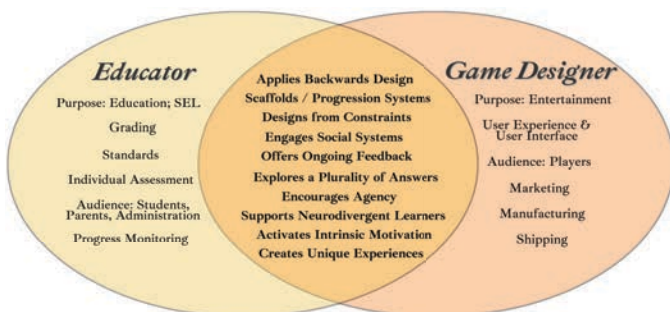 Educator
Purpose: Education; SEL
Grading
Standards
Individual Assessment
Audience: Students,
Parents, Administration
Progress Monitoring
Applies Backwards Design
Scaffolds / Progression Systems
Designs from Constraints
Engages Social Systems
Offers Ongoing Feedback
Explores a Plurality of Answers
Encourages Agency
Supports Neurodivergent Learners
Activates Intrinsic Motivation
Creates Unique Experiences
Game Designer
Purpose: Entertainment
User Experience &
User Interface
Audience: Players
Marketing
Manufacturing
Shipping